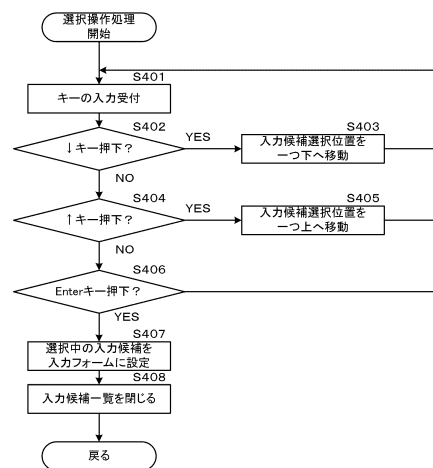 選択操作処理
開始
S401
キーの入力受付
S402
↓キー押下？
YES
S403
入力候補選択位置を
一つ下へ移動
NO
S404
↑キー押下？
YES
S405
入力候補選択位置を
一つ上へ移動
NO
S406
Enterキー押下？
YES
S407
選択中の入力候補を
入力フォームに設定
S408
入力候補一覧を閉じる
戻る